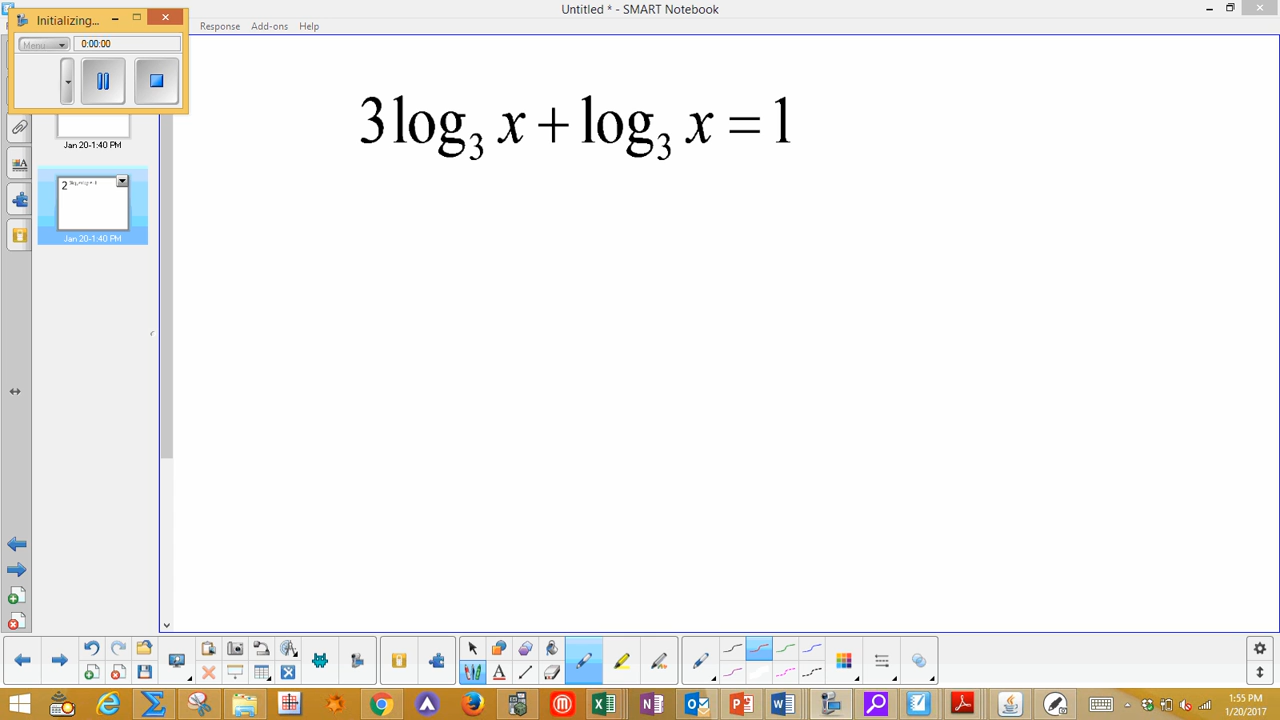 Untitled * - SMART Notebook
Initializing...
Response Add-ons Help
Menu
0:00:00
3log₃ x + log₃ x = 1
Jan 20-1:40 PM
2
Jan 20-1:40 PM
1:55 PM
1/20/2017